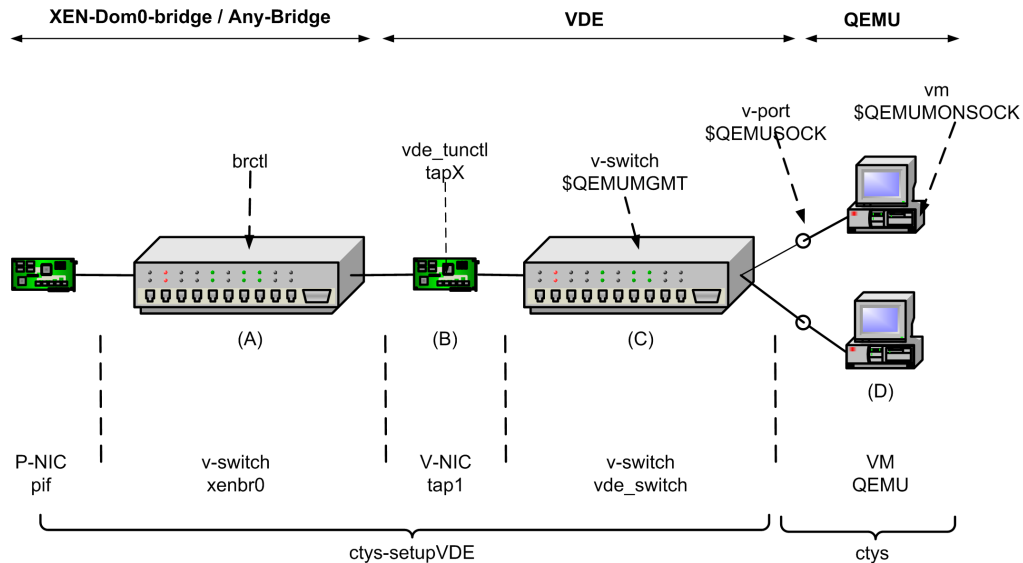 XEN-Dom0-bridge / Any-Bridge
VDE
QEMU
vm
$QEMUMONSOCK
v-port
$QEMUSOCK
brctl
vde_tunctl
tapX
v-switch
$QEMUMGMT
(A)
(B)
(C)
(D)
P-NIC
pif
v-switch
xenbr0
V-NIC
tap1
v-switch
vde_switch
VM
QEMU
ctys-setupVDE
ctys